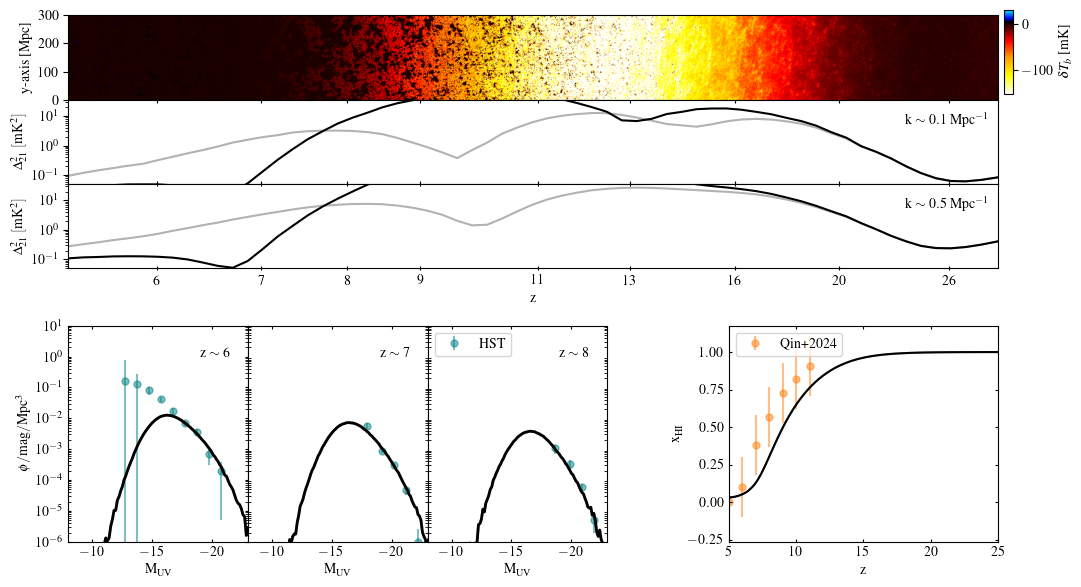 300
200
100
0
y-axis [Mpc]
0
−100
δT_b [mK]
10¹
10⁰
10⁻¹
Δ²₂₁ [mK²]
k ∼ 0.1 Mpc⁻¹
10¹
10⁰
10⁻¹
Δ²₂₁ [mK²]
k ∼ 0.5 Mpc⁻¹
6 7 8 9 11 13 16 20 26
z
10¹
10⁰
10⁻¹
10⁻²
10⁻³
10⁻⁴
10⁻⁵
10⁻⁶
ϕ/mag/Mpc³
z ∼ 6
−10 −15 −20
M_UV
z ∼ 7
−10 −15 −20
M_UV
HST
z ∼ 8
−10 −15 −20
M_UV
Qin+2024
1.00
0.75
0.50
0.25
0.00
−0.25
x_HI
5 10 15 20 25
z